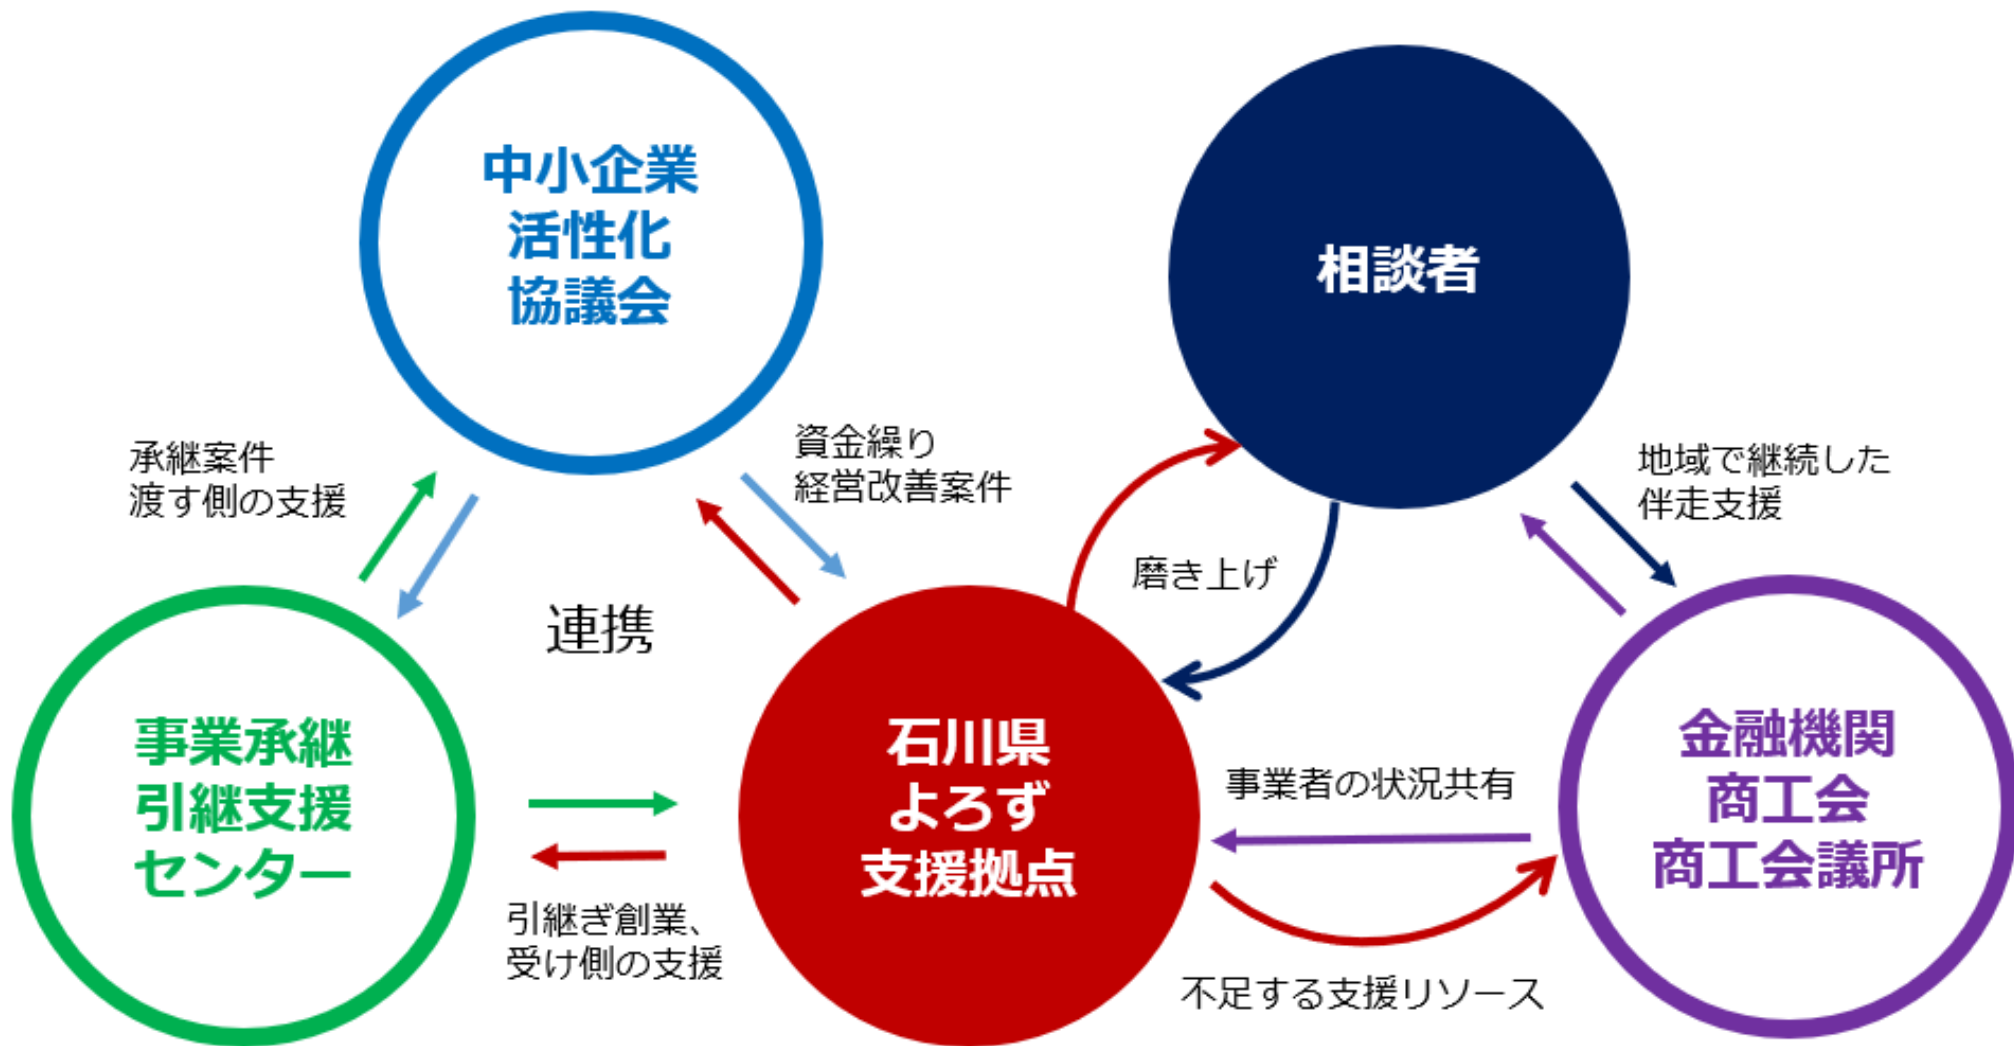 中小企業
活性化
協議会
相談者
承継案件
渡す側の支援
資金繰り
経営改善案件
地域で継続した
伴走支援
磨き上げ
連携
事業承継
引継支援
センター
石川県
よろず
支援拠点
金融機関
商工会
商工会議所
事業者の状況共有
引継ぎ創業、
受け側の支援
不足する支援リソース